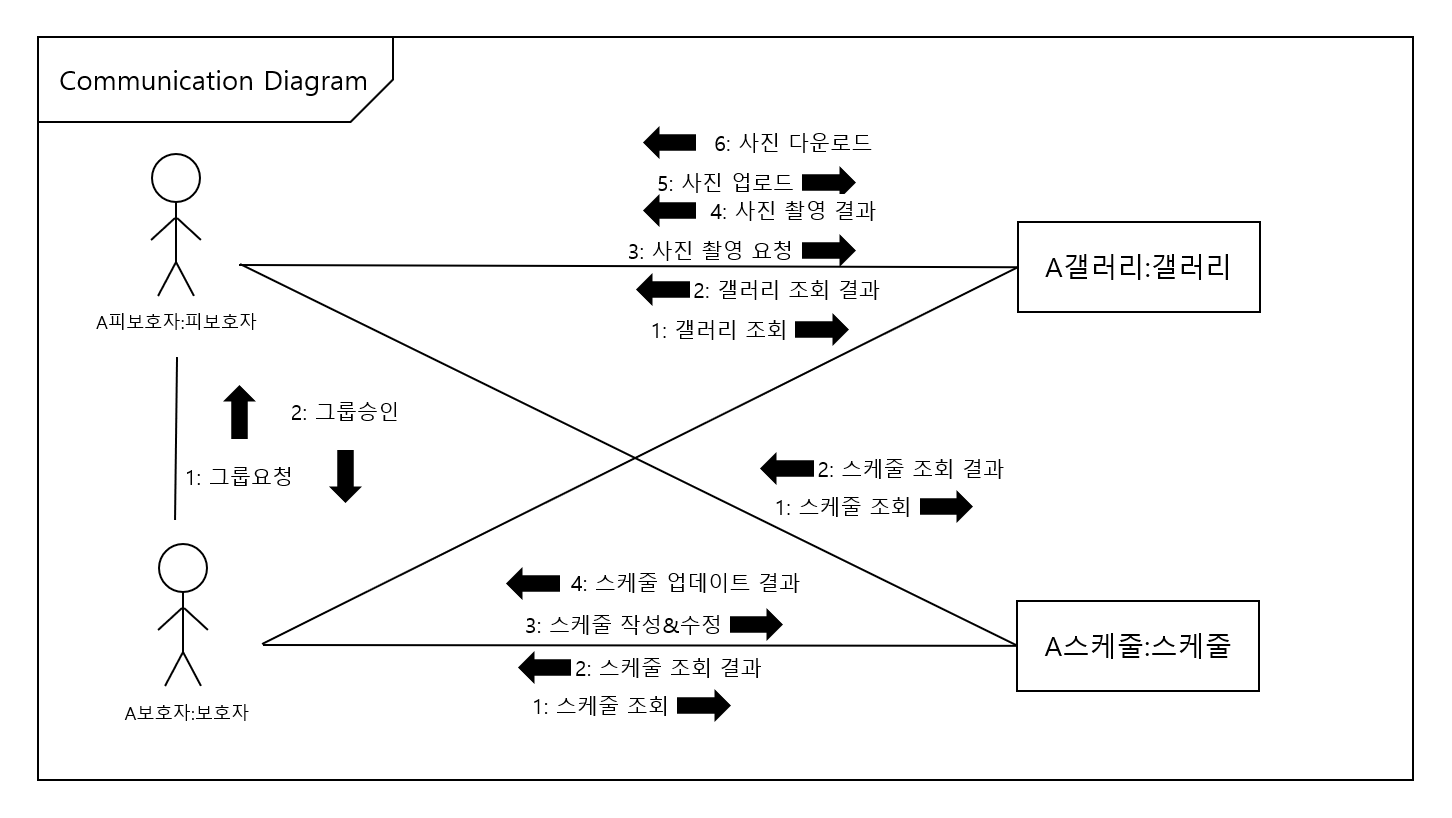 Communication Diagram
6: 사진 다운로드
5: 사진 업로드
4: 사진 촬영 결과
3: 사진 촬영 요청
A갤러리:갤러리
2: 갤러리 조회 결과
A피보호자:피보호자
1: 갤러리 조회
2: 그룹승인
1: 그룹요청
2: 스케줄 조회 결과
1: 스케줄 조회
4: 스케줄 업데이트 결과
3: 스케줄 작성&수정
A스케줄:스케줄
2: 스케줄 조회 결과
1: 스케줄 조회
A보호자:보호자